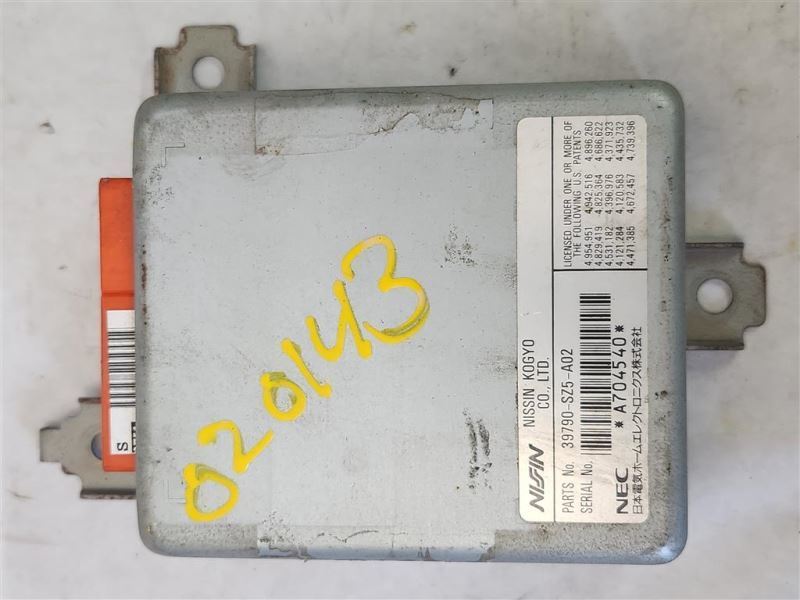 020143
NISSIN NISSIN KOGYO
CO., LTD.
PARTS No. 39790-SZ5-A02
SERIAL No.
*A704540*
NEC
日本電気ホームエレクトロニクス株式会社
LICENSED UNDER ONE OR MORE OF
THE FOLLOWING U.S. PATENTS
4.954.951 4.942.516 4.896.260
4.829.419 4.825.364 4.686.622
4.531.182 4.396.976 4.371.923
4.121.284 4.120.583 4.435.732
4.471.385 4.672.457 4.739.396
S